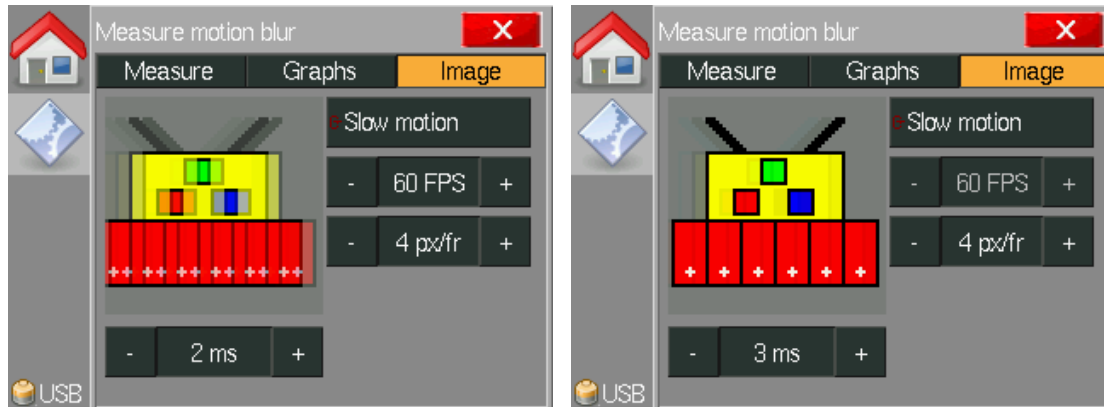 Measure motion blur X
Measure Graphs Image
Slow motion
- 60 FPS +
- 4 px/fr +
- 2 ms +
USB
Measure motion blur X
Measure Graphs Image
Slow motion
- 60 FPS +
- 4 px/fr +
- 3 ms +
USB